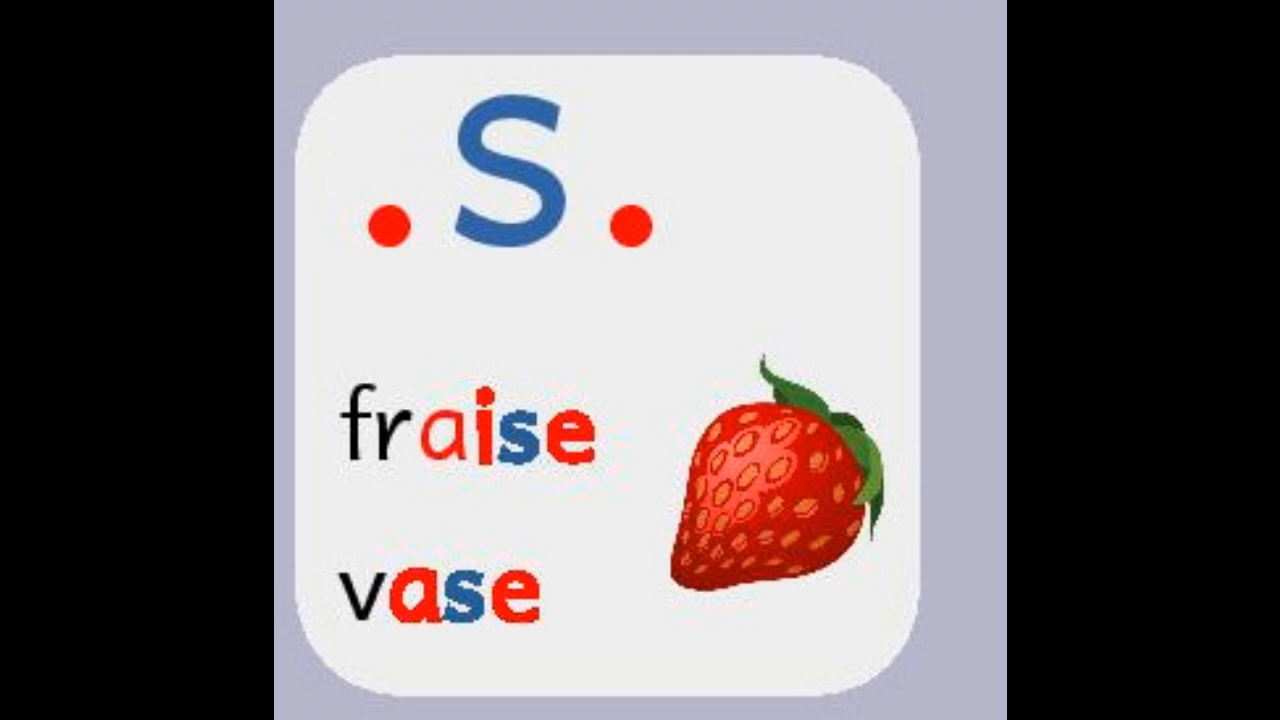 . s .
fraise
vase